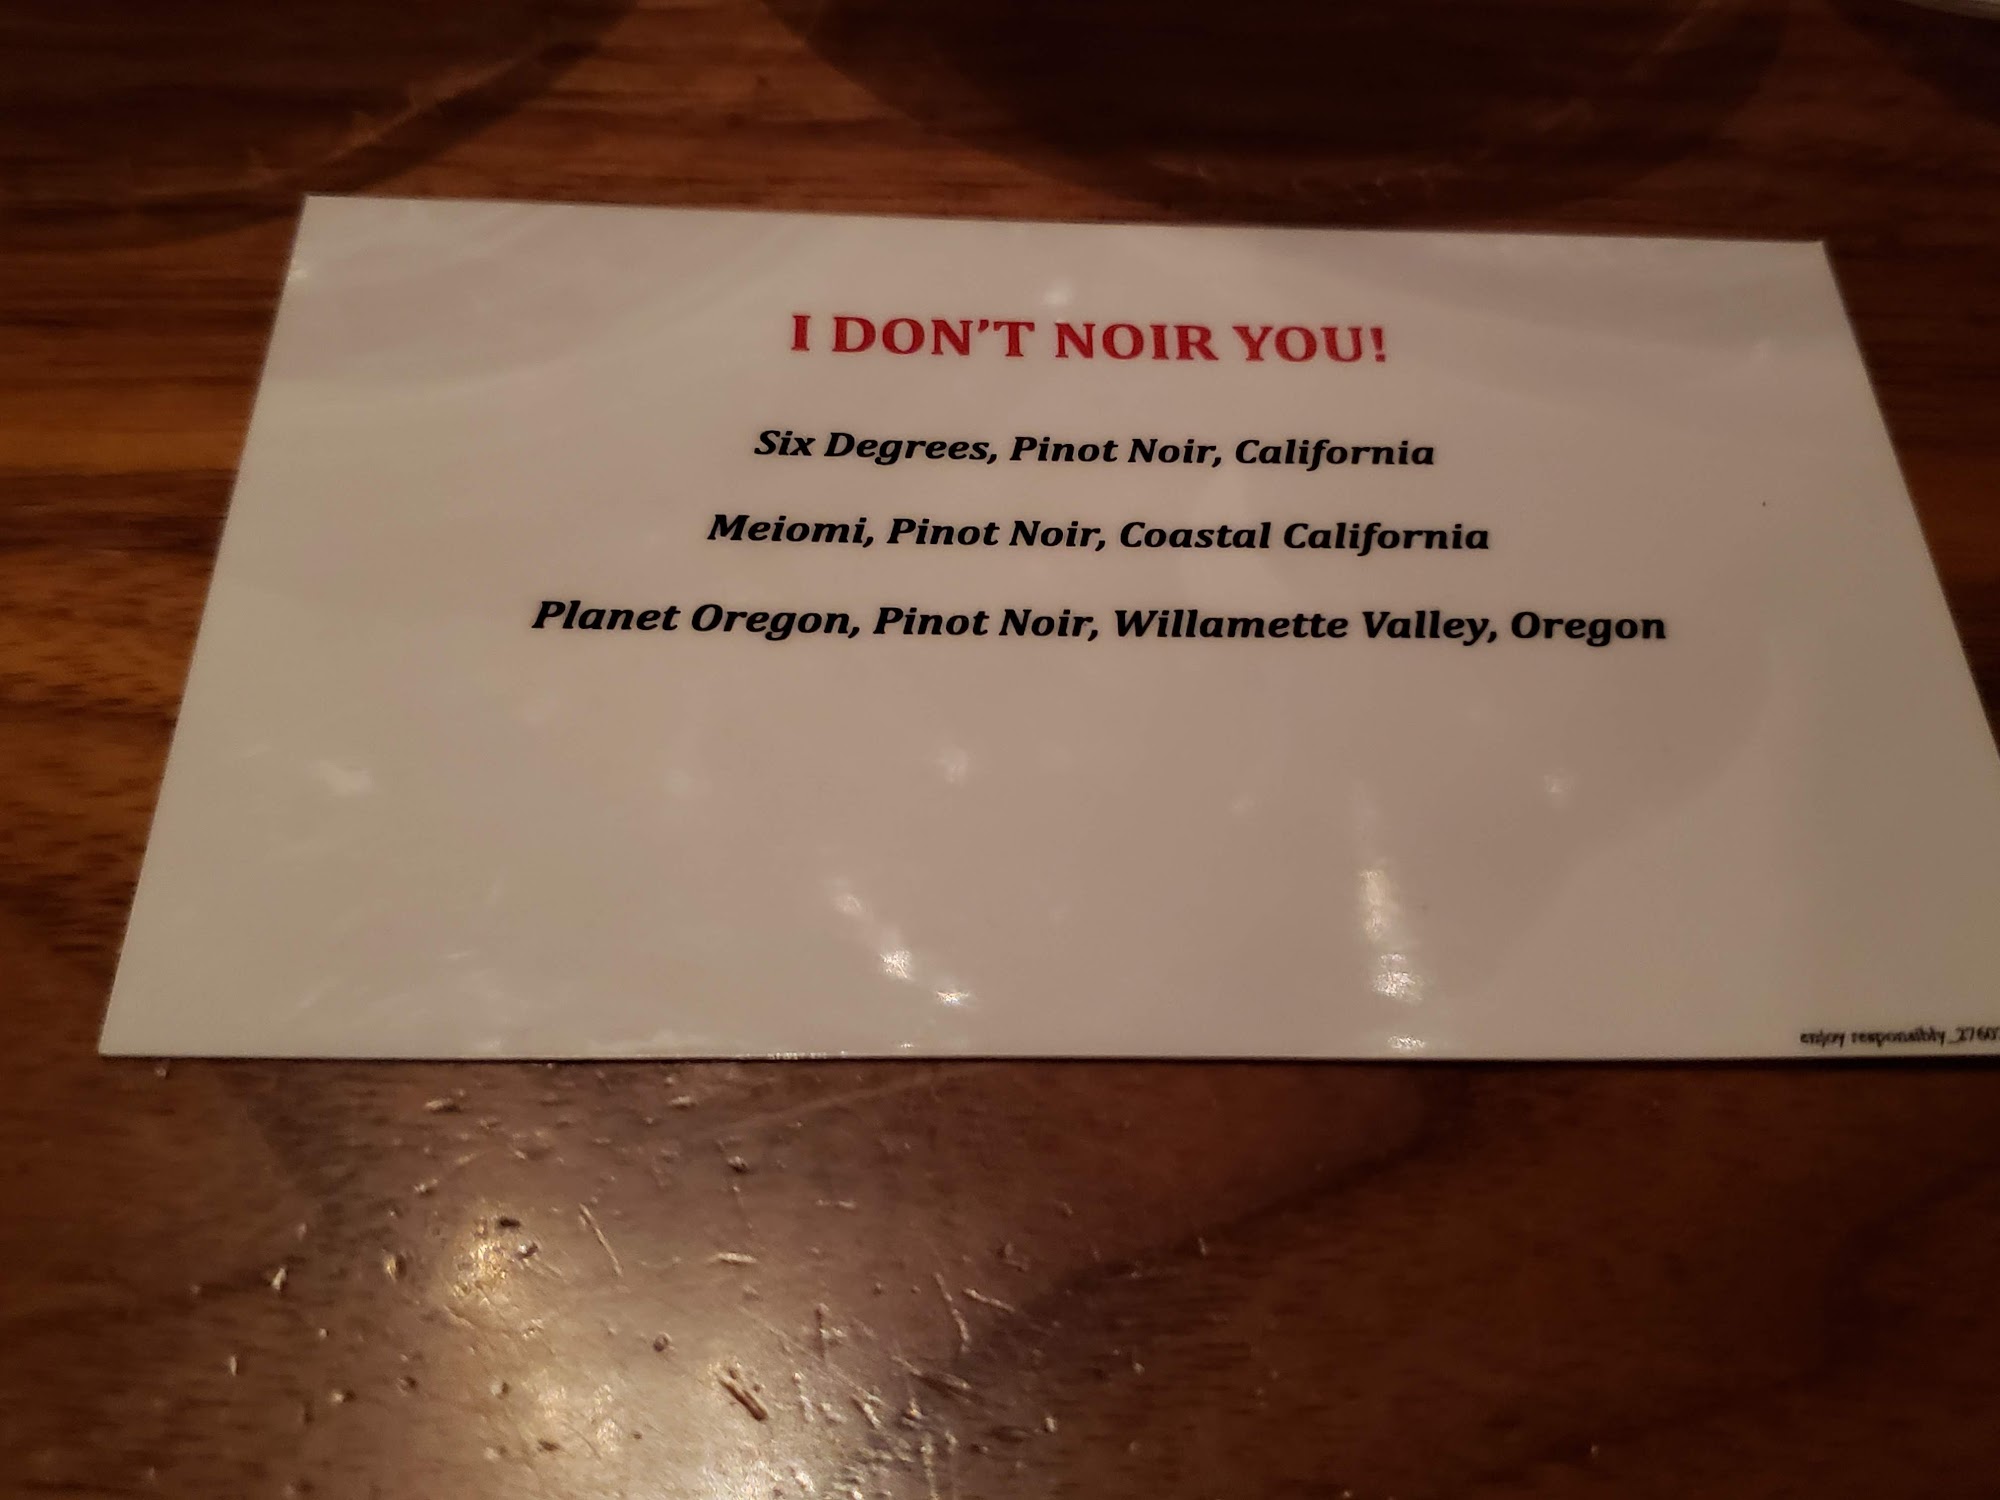 I DON'T NOIR YOU!
Six Degrees, Pinot Noir, California
Meiomi, Pinot Noir, Coastal California
Planet Oregon, Pinot Noir, Willamette Valley, Oregon
enjoy responsibly_2760